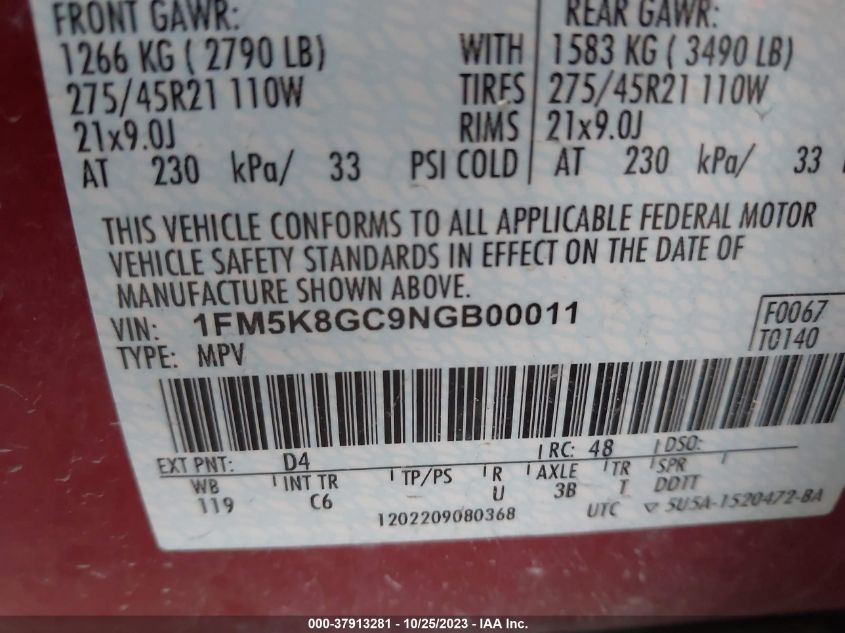 FRONT GAWR: REAR GAWR:
1266 KG ( 2790 LB) WITH 1583 KG ( 3490 LB)
275/45R21 110W TIRES 275/45R21 110W
21x9.0J RIMS 21x9.0J
AT 230 kPa/ 33 PSI COLD AT 230 kPa/ 33
THIS VEHICLE CONFORMS TO ALL APPLICABLE FEDERAL MOTOR
VEHICLE SAFETY STANDARDS IN EFFECT ON THE DATE OF
MANUFACTURE SHOWN ABOVE.
VIN: 1FM5K8GC9NGB00011 F0067
TYPE: MPV T0140
EXT PNT: D4 RC: 48 DSO:
WB INT TR TP/PS R AXLE TR SPR
119 C6 U 3B T DDTT
1202209080368 UTC ▽ 5U5A-1520472-BA
000-37913281 - 10/25/2023 - IAA Inc.